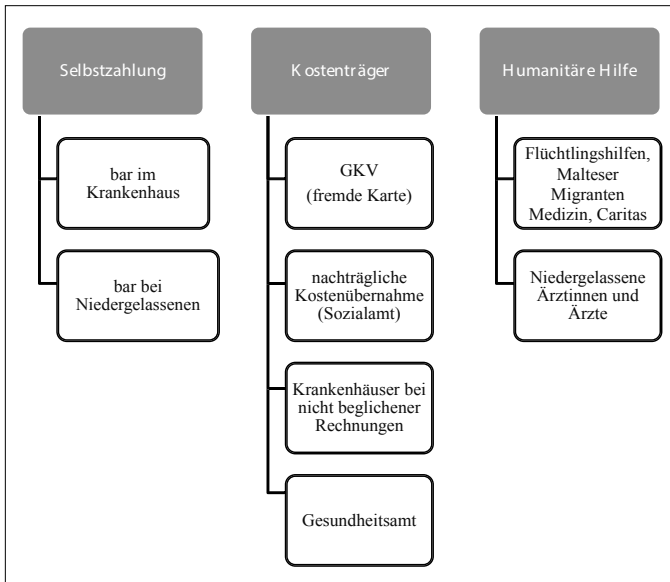 Selbstzahlung
bar im
Krankenhaus
bar bei
Niedergelassenen
Kostenträger
GKV
(fremde Karte)
nachträgliche
Kostenübernahme
(Sozialamt)
Krankenhäuser bei
nicht beglichener
Rechnungen
Gesundheitsamt
Humanitäre Hilfe
Flüchtlingshilfen,
Malteser
Migranten
Medizin, Caritas
Niedergelassene
Ärztinnen und
Ärzte